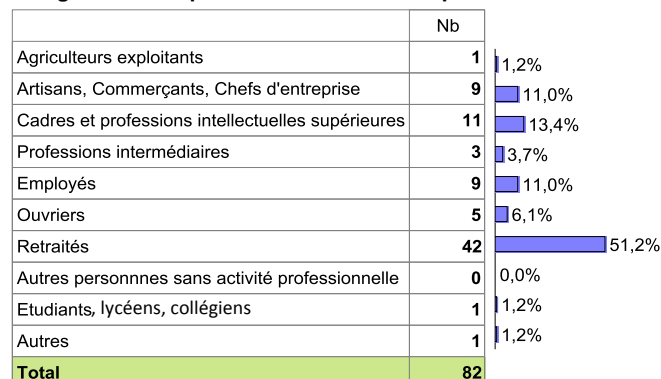 Nb
Agriculteurs exploitants 1 1,2%
Artisans, Commerçants, Chefs d'entreprise 9 11,0%
Cadres et professions intellectuelles supérieures 11 13,4%
Professions intermédiaires 3 3,7%
Employés 9 11,0%
Ouvriers 5 6,1%
Retraités 42 51,2%
Autres personnnes sans activité professionnelle 0 0,0%
Etudiants, lycéens, collégiens 1 1,2%
Autres 1 1,2%
Total 82